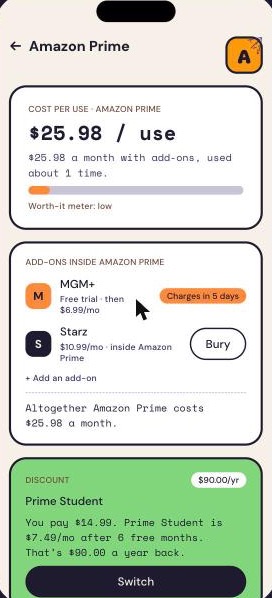 ← Amazon Prime
A
COST PER USE · AMAZON PRIME
$25.98 / use
$25.98 a month with add-ons, used
about 1 time.
Worth-it meter: low
ADD-ONS INSIDE AMAZON PRIME
M
MGM+
Free trial · then
$6.99/mo
Charges in 5 days
S
Starz
$10.99/mo · inside Amazon
Prime
Bury
+ Add an add-on
Altogether Amazon Prime costs
$25.98 a month.
DISCOUNT
$90.00/yr
Prime Student
You pay $14.99. Prime Student is
$7.49/mo after 6 free months.
That's $90.00 a year back.
Switch